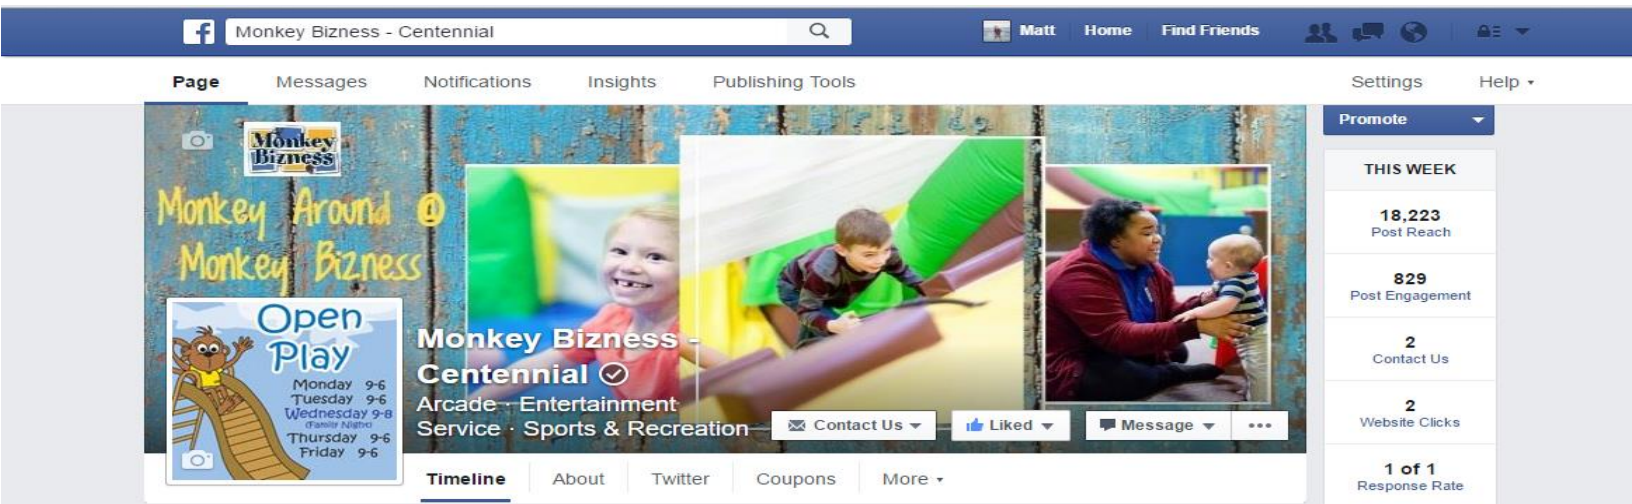 f
Monkey Bizness - Centennial
Matt Home Find Friends
Page Messages Notifications Insights Publishing Tools Settings Help
Monkey
Bizness
Monkey Around @
Monkey Bizness
Open
Play
Monday 9-6
Tuesday 9-6
Wednesday 9-8
(Family Night)
Thursday 9-6
Friday 9-6
Monkey Bizness -
Centennial
Arcade · Entertainment
Service · Sports & Recreation
Contact Us Liked Message •••
Timeline About Twitter Coupons More
Promote
THIS WEEK
18,223
Post Reach
829
Post Engagement
2
Contact Us
2
Website Clicks
1 of 1
Response Rate